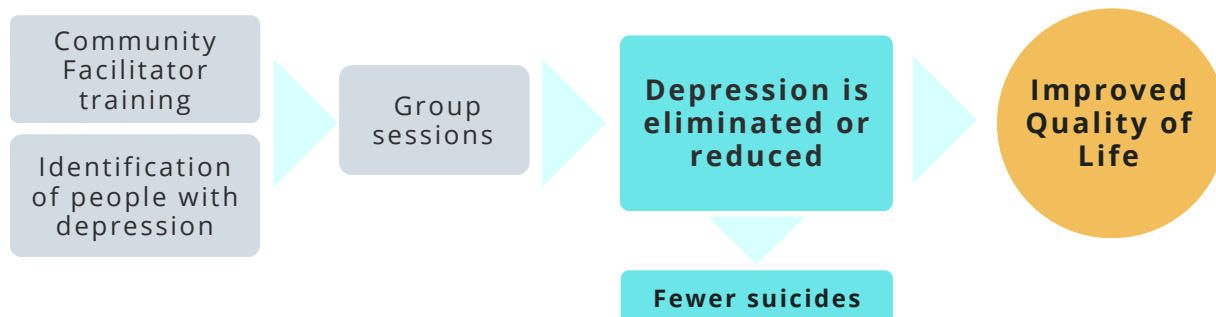 Community
Facilitator
training
Identification
of people with
depression
Group
sessions
Depression is
eliminated or
reduced
Fewer suicides
Improved
Quality of
Life